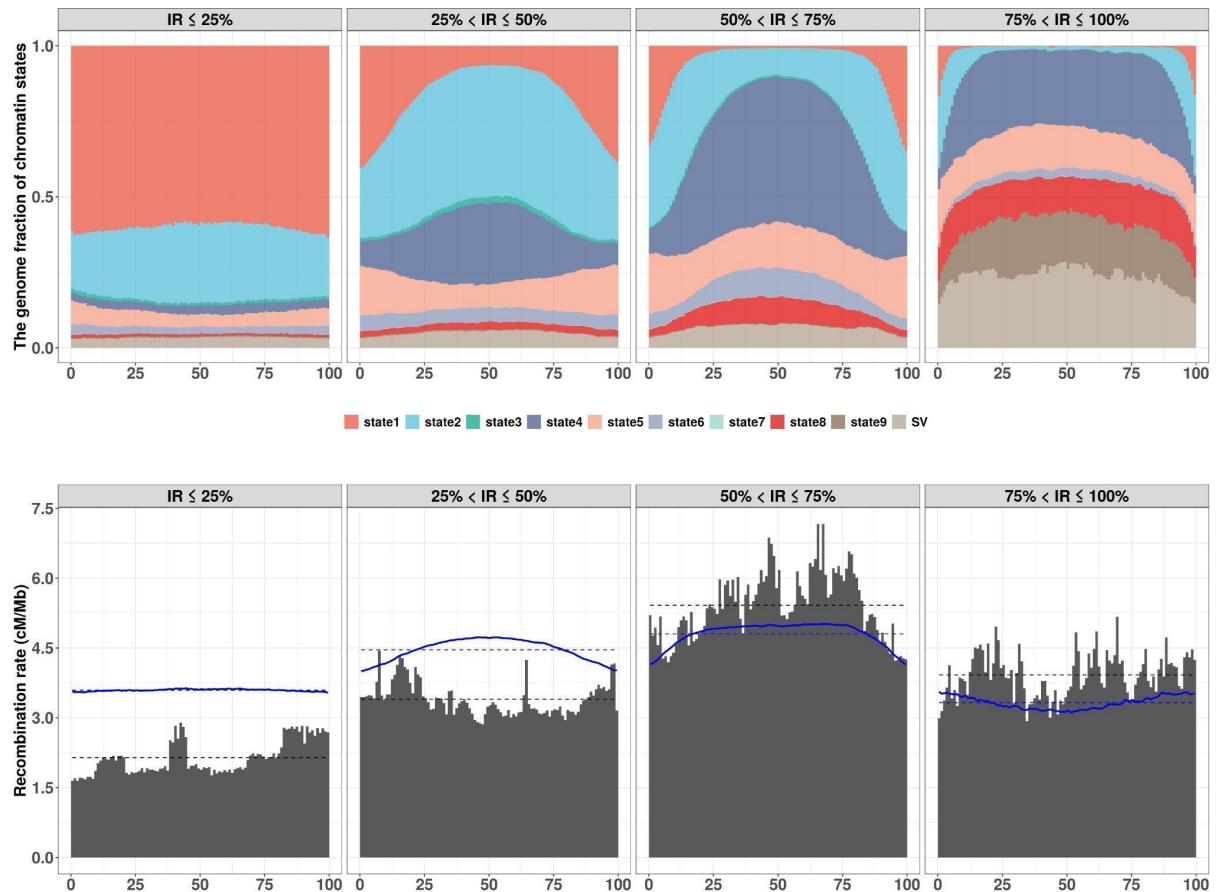 IR ≤ 25% 25% < IR ≤ 50% 50% < IR ≤ 75% 75% < IR ≤ 100%
The genome fraction of chromatin states
1.0
0.5
0.0
0 25 50 75 100 0 25 50 75 100 0 25 50 75 100 0 25 50 75 100
state1 state2 state3 state4 state5 state6 state7 state8 state9 SV
IR ≤ 25% 25% < IR ≤ 50% 50% < IR ≤ 75% 75% < IR ≤ 100%
Recombination rate (clM/Mb)
7.5
6.0
4.5
3.0
1.5
0.0
0 25 50 75 100 0 25 50 75 100 0 25 50 75 100 0 25 50 75 100